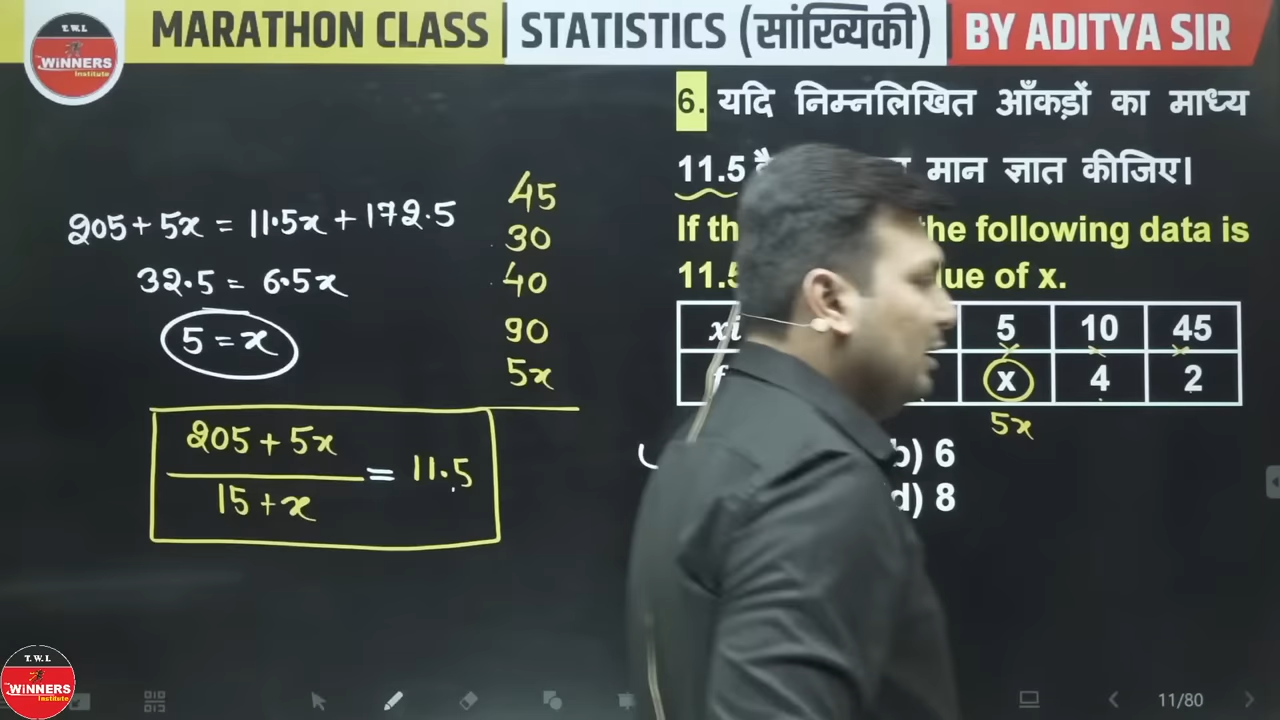 MARATHON CLASS STATISTICS (सांख्यिकी) BY ADITYA SIR
T.W.L
WiNNERS
Institute
6. यदि निम्नलिखित आँकड़ों का माध्य
11.5 मान ज्ञात कीजिए।
If the following data is
11.5 of x.
xi 5 10 45
x 4 2
5x
b) 6
d) 8
205 + 5x = 11.5x + 172.5
32.5 = 6.5x
5 = x
45
30
40
90
5x
205 + 5x
15 + x
= 11.5
T.W.L
WiNNERS
Institute
11/80